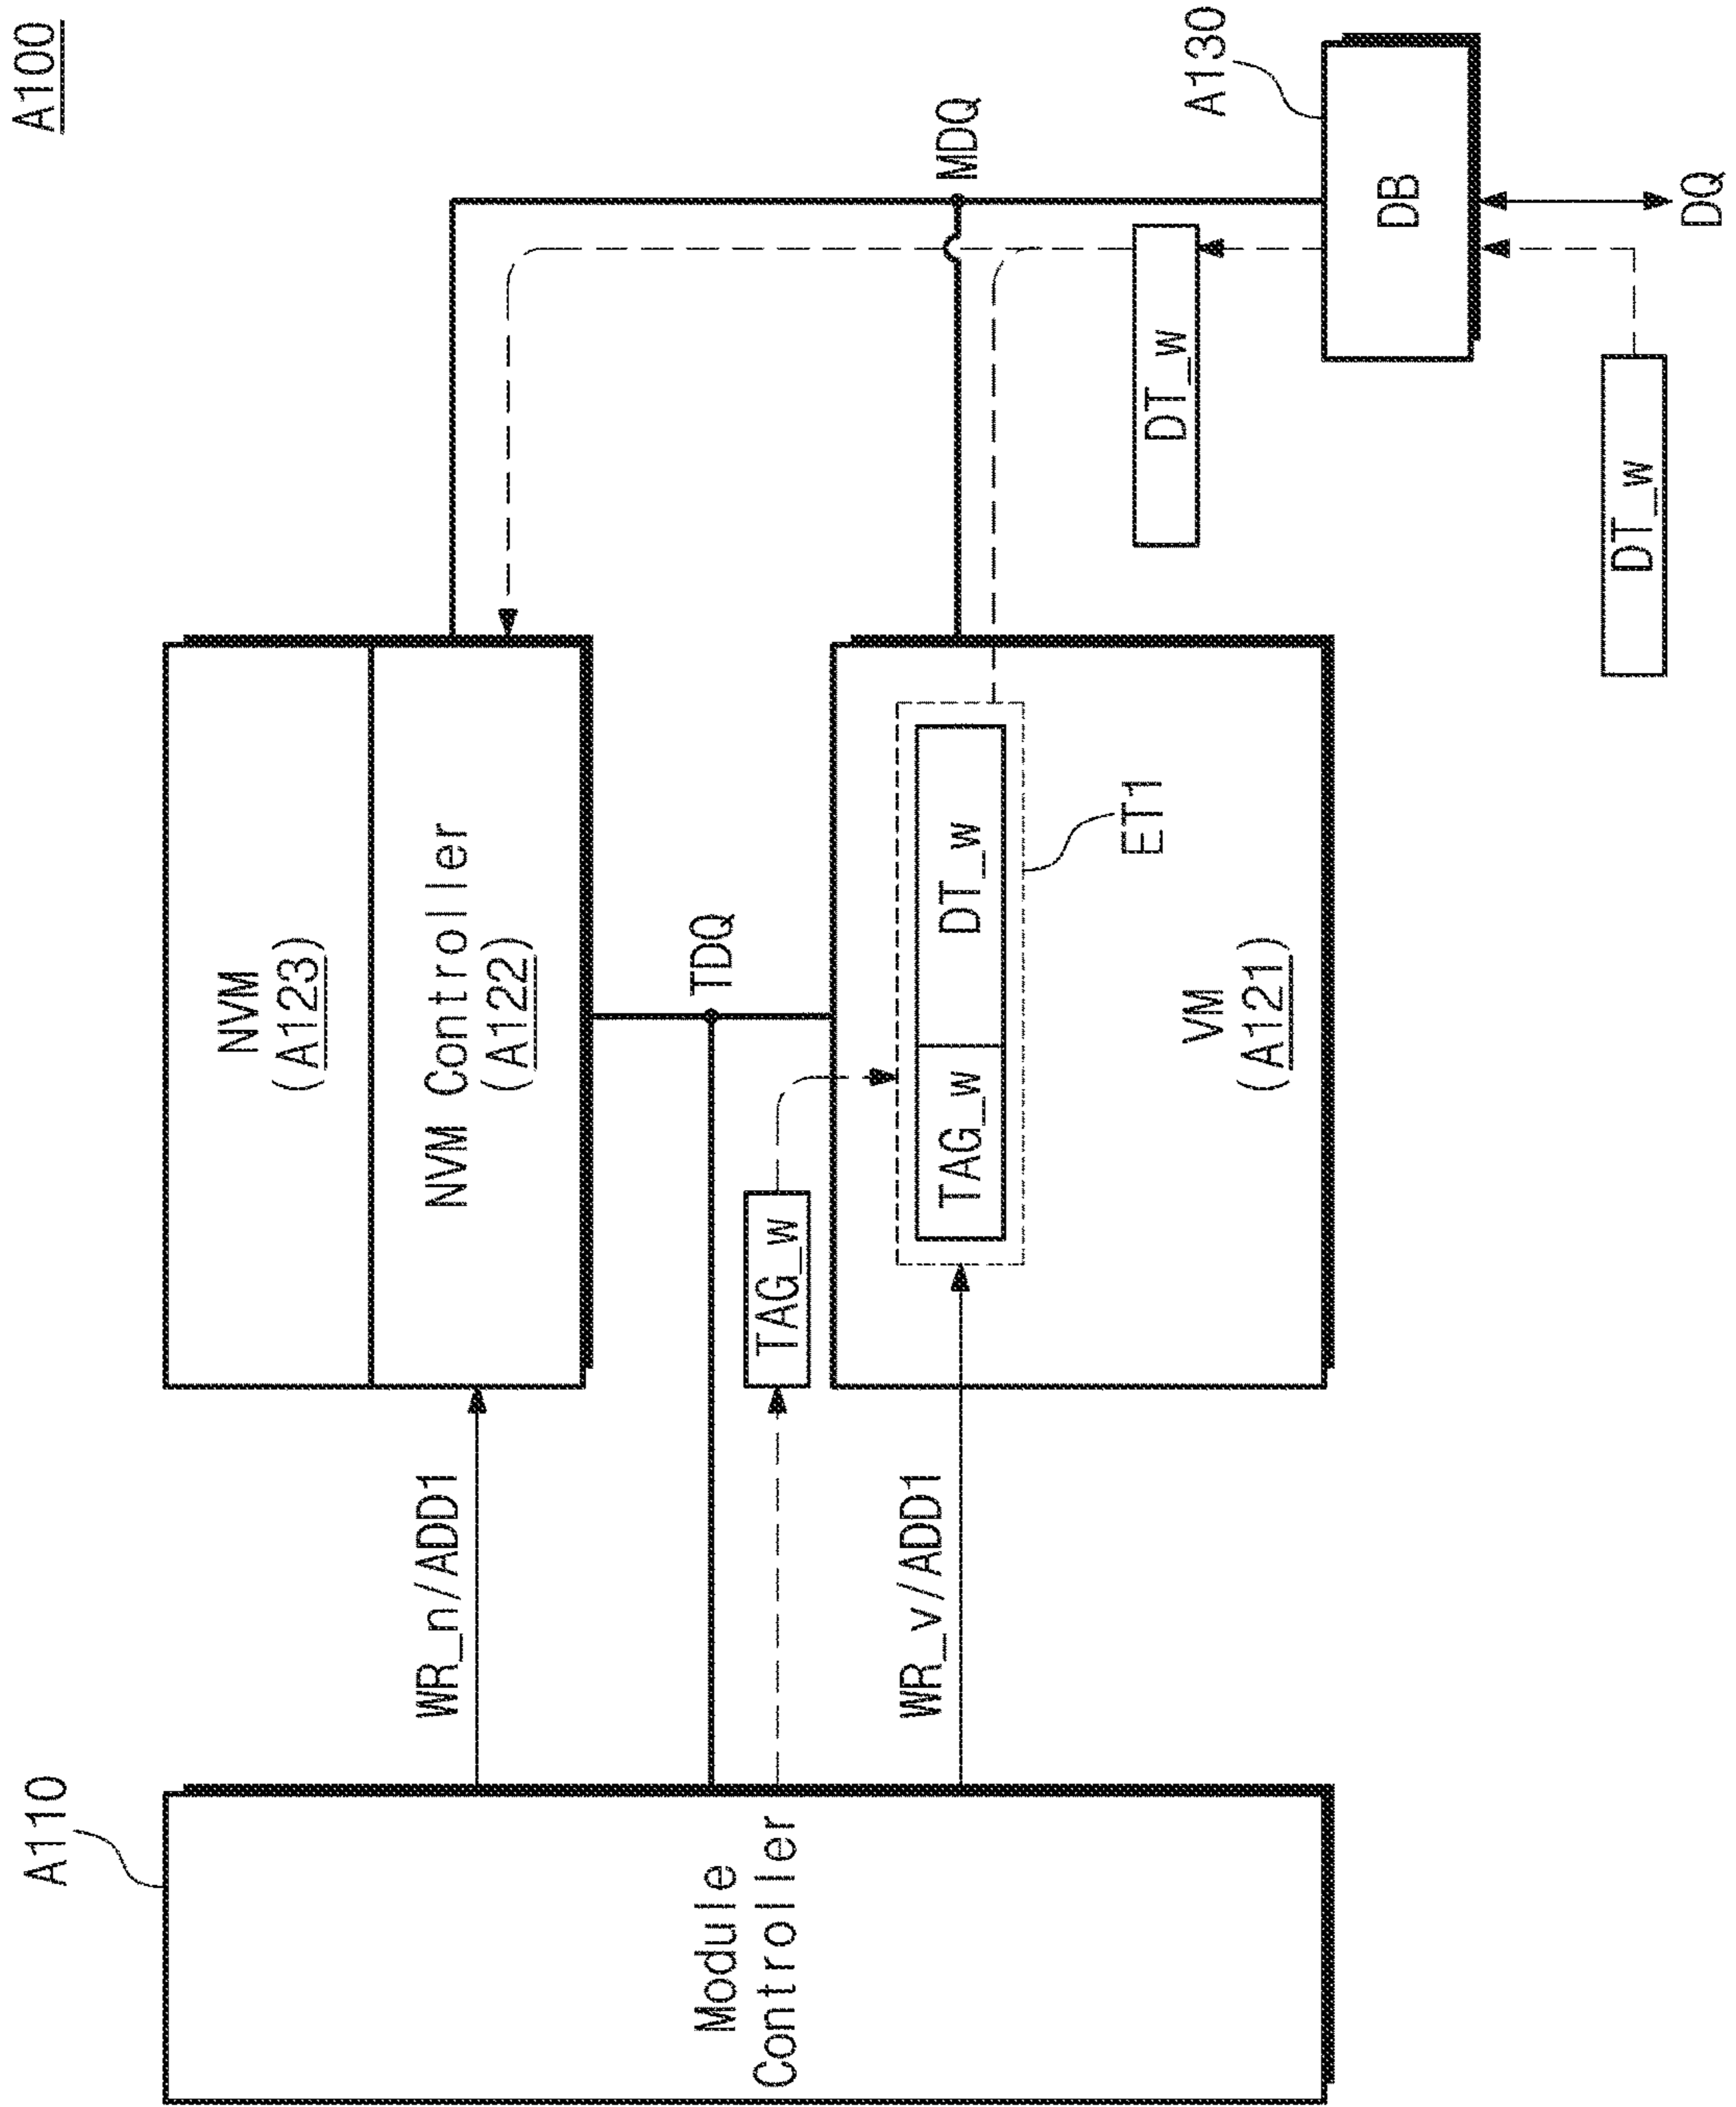 A100
A110
Module
Controller
WR_n/ADD1
WR_v/ADD1
TAG_w
TDQ
NVM
(A123)
NVM Controller
(A122)
TAG_w
DT_w
ET1
VM
(A121)
MDQ
DT_w
A130
DB
DT_w
DQ